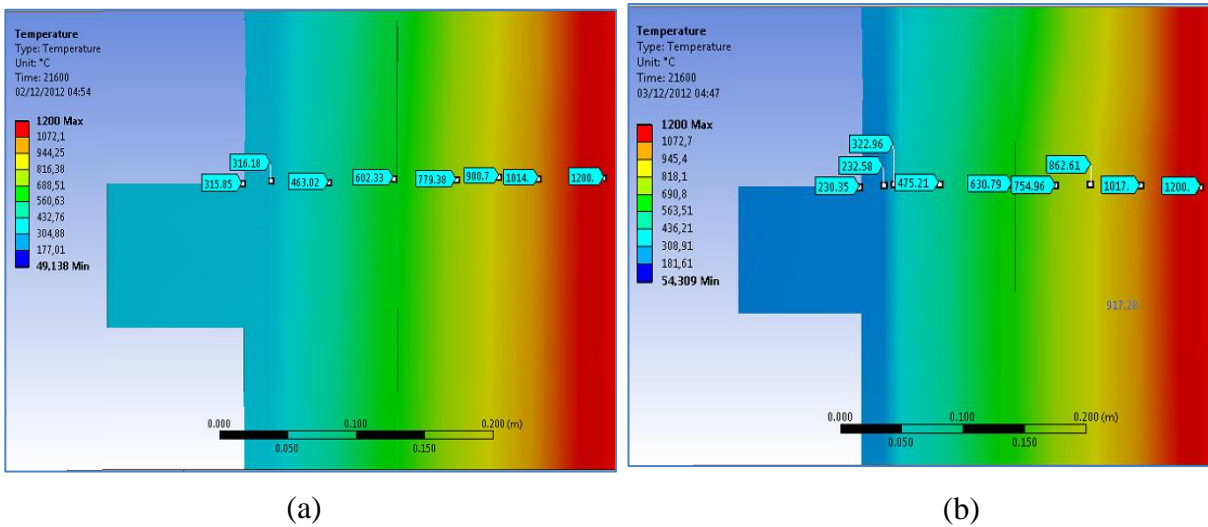 Temperature
Type: Temperature
Unit: °C
Time: 21600
02/12/2012 04:54
1200 Max
1072,1
944,25
816,38
688,51
560,63
432,76
304,88
177,01
49,138 Min
316.18
315.85 463.02 602.33 779.38 900.7 1014. 1200.
0.000 0.100 0.200 (m)
0.050 0.150
(a)
Temperature
Type: Temperature
Unit: °C
Time: 21600
03/12/2012 04:47
1200 Max
1072,7
945,4
818,1
690,8
563,51
436,21
308,91
181,61
54,309 Min
322.96
232.58 862.61
230.35 475.21 630.79 754.96 1017. 1200.
917.28
0.000 0.100 0.200 (m)
0.050 0.150
(b)